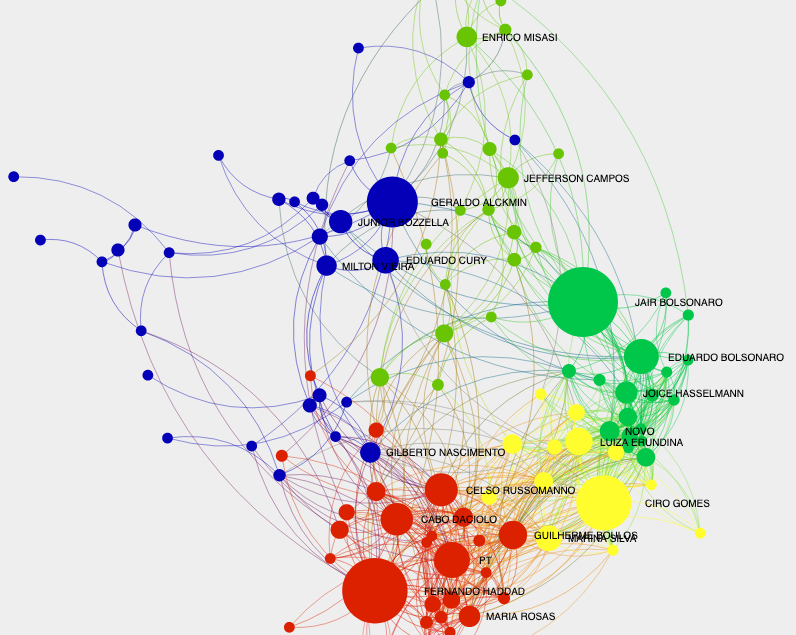 ENRICO MISASI
JEFFERSON CAMPOS
GERALDO ALCKMIN
JUNIOR BOZZELLA
EDUARDO CURY
MILTON VIEIRA
JAIR BOLSONARO
EDUARDO BOLSONARO
JOICE HASSELMANN
NOVO
LUIZA ERUNDINA
GILBERTO NASCIMENTO
CELSO RUSSOMANNO
CIRO GOMES
CABO DACIOLO
GUILHERME BOULOS
MARINA SILVA
PT
FERNANDO HADDAD
MARIA ROSAS